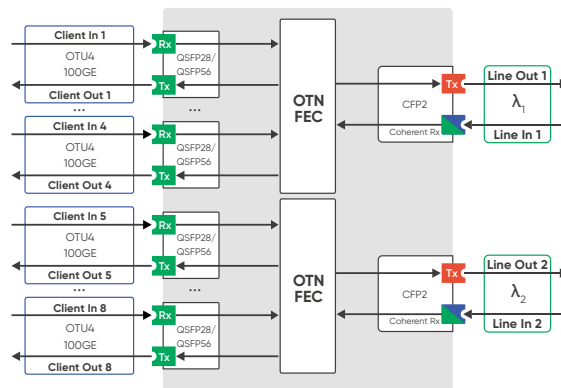 Client In 1
OTU4
100GE
Client Out 1
...
Client In 4
OTU4
100GE
Client Out 4
Client In 5
OTU4
100GE
Client Out 5
...
Client In 8
OTU4
100GE
Client Out 8
Rx
QSFP28/
QSFP56
Tx
...
Rx
QSFP28/
QSFP56
Tx
Rx
QSFP28/
QSFP56
Tx
...
Rx
QSFP28/
QSFP56
Tx
OTN
FEC
OTN
FEC
Tx
CFP2
Coherent Rx
Line Out 1
λ1
Line In 1
Tx
CFP2
Coherent Rx
Line Out 2
λ2
Line In 2